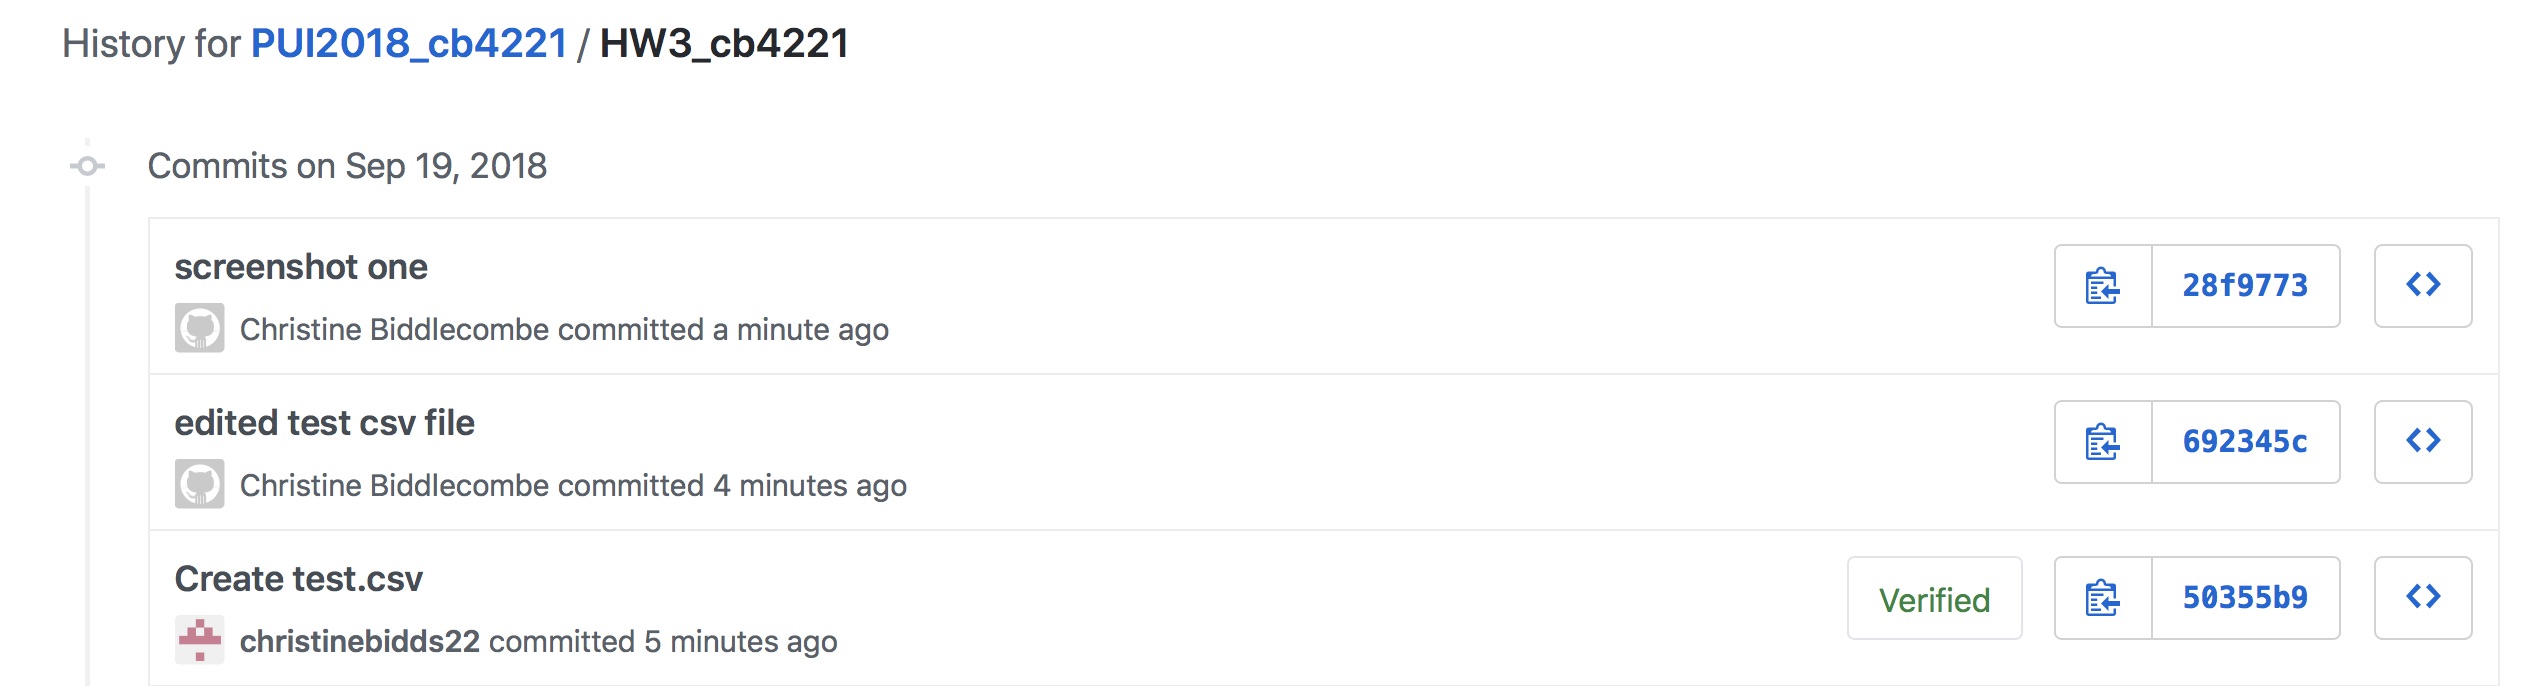 History for PUI2018_cb4221 / HW3_cb4221
Commits on Sep 19, 2018
screenshot one
28f9773
Christine Biddlecombe committed a minute ago
edited test csv file
692345c
Christine Biddlecombe committed 4 minutes ago
Create test.csv
Verified
50355b9
christinebidds22 committed 5 minutes ago